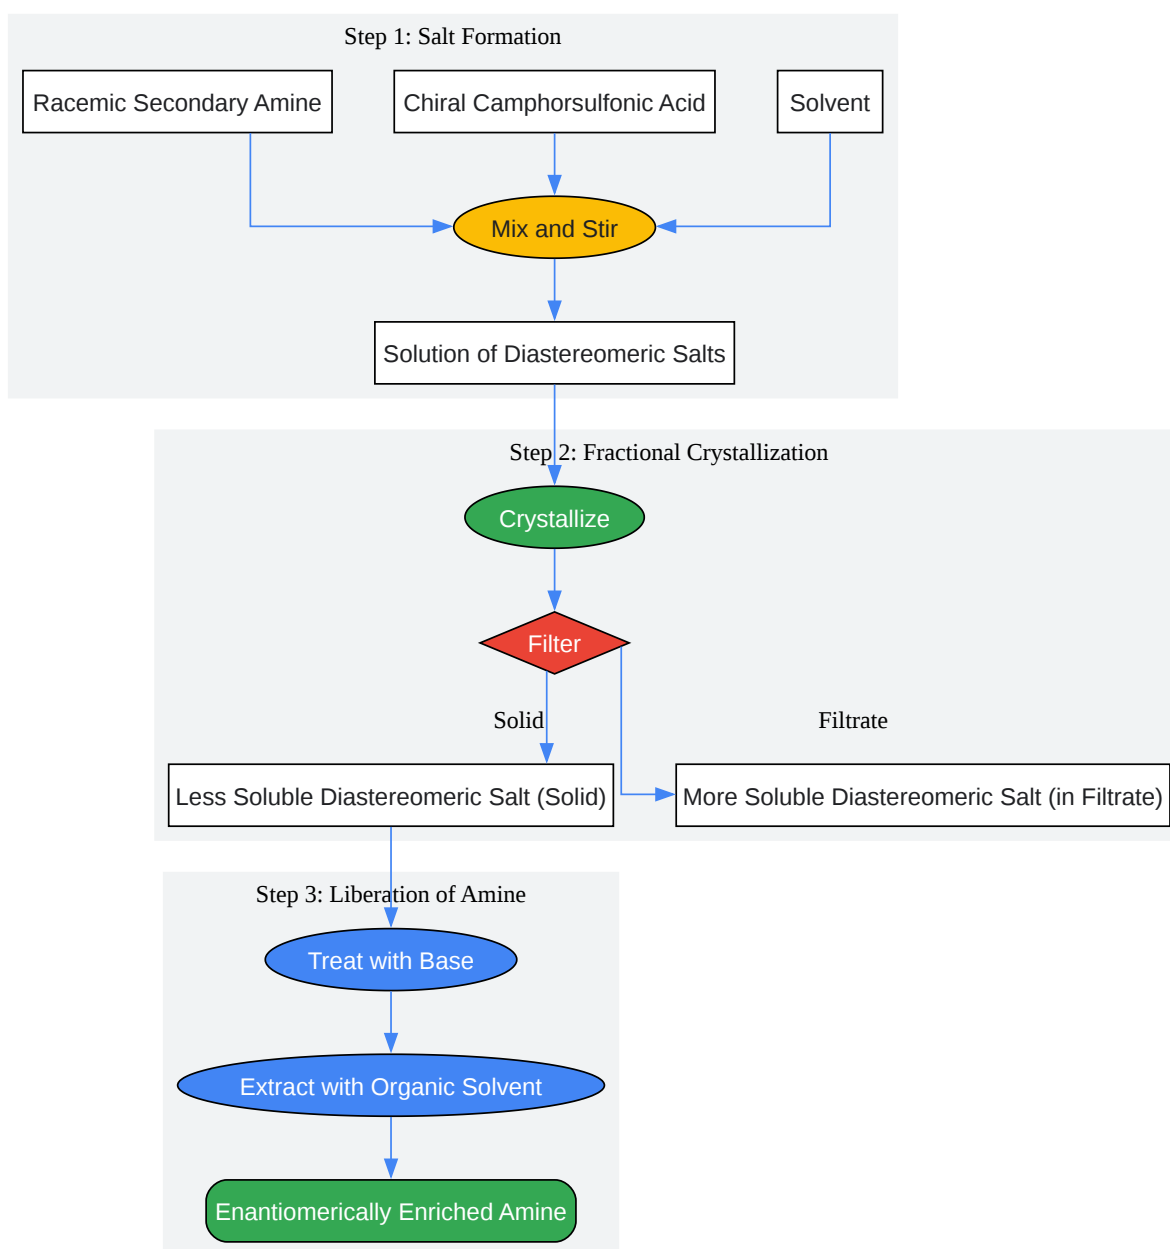 Step 1: Salt Formation
Racemic Secondary Amine
Chiral Camphorsulfonic Acid
Solvent
Mix and Stir
Solution of Diastereomeric Salts
Step 2: Fractional Crystallization
Crystallize
Filter
Solid
Filtrate
Less Soluble Diastereomeric Salt (Solid)
More Soluble Diastereomeric Salt (in Filtrate)
Step 3: Liberation of Amine
Treat with Base
Extract with Organic Solvent
Enantiomerically Enriched Amine